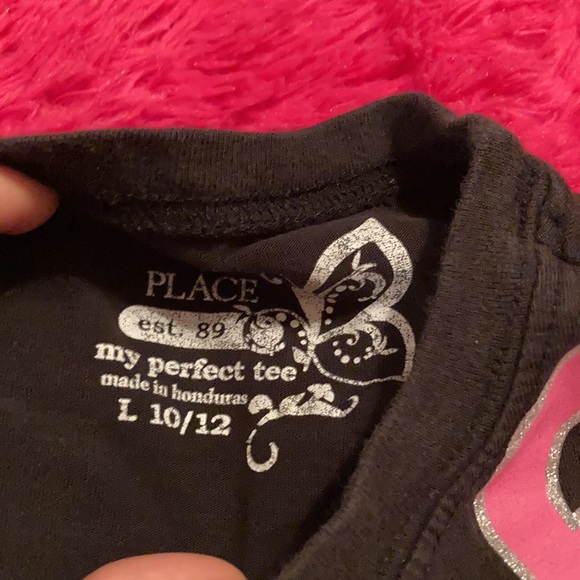 PLACE
est. 89
my perfect tee
made in honduras
L 10/12